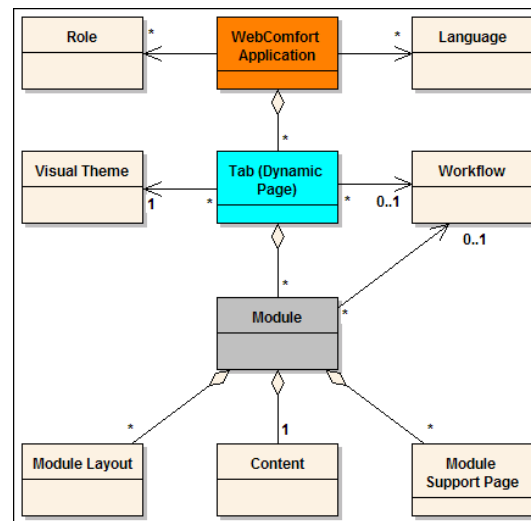 Role
*
WebComfort
Application
*
Language
*
Visual Theme
1
*
Tab (Dynamic
Page)
*
0..1
Workflow
0..1
*
Module
*
*
1
*
Module Layout
Content
Module
Support Page